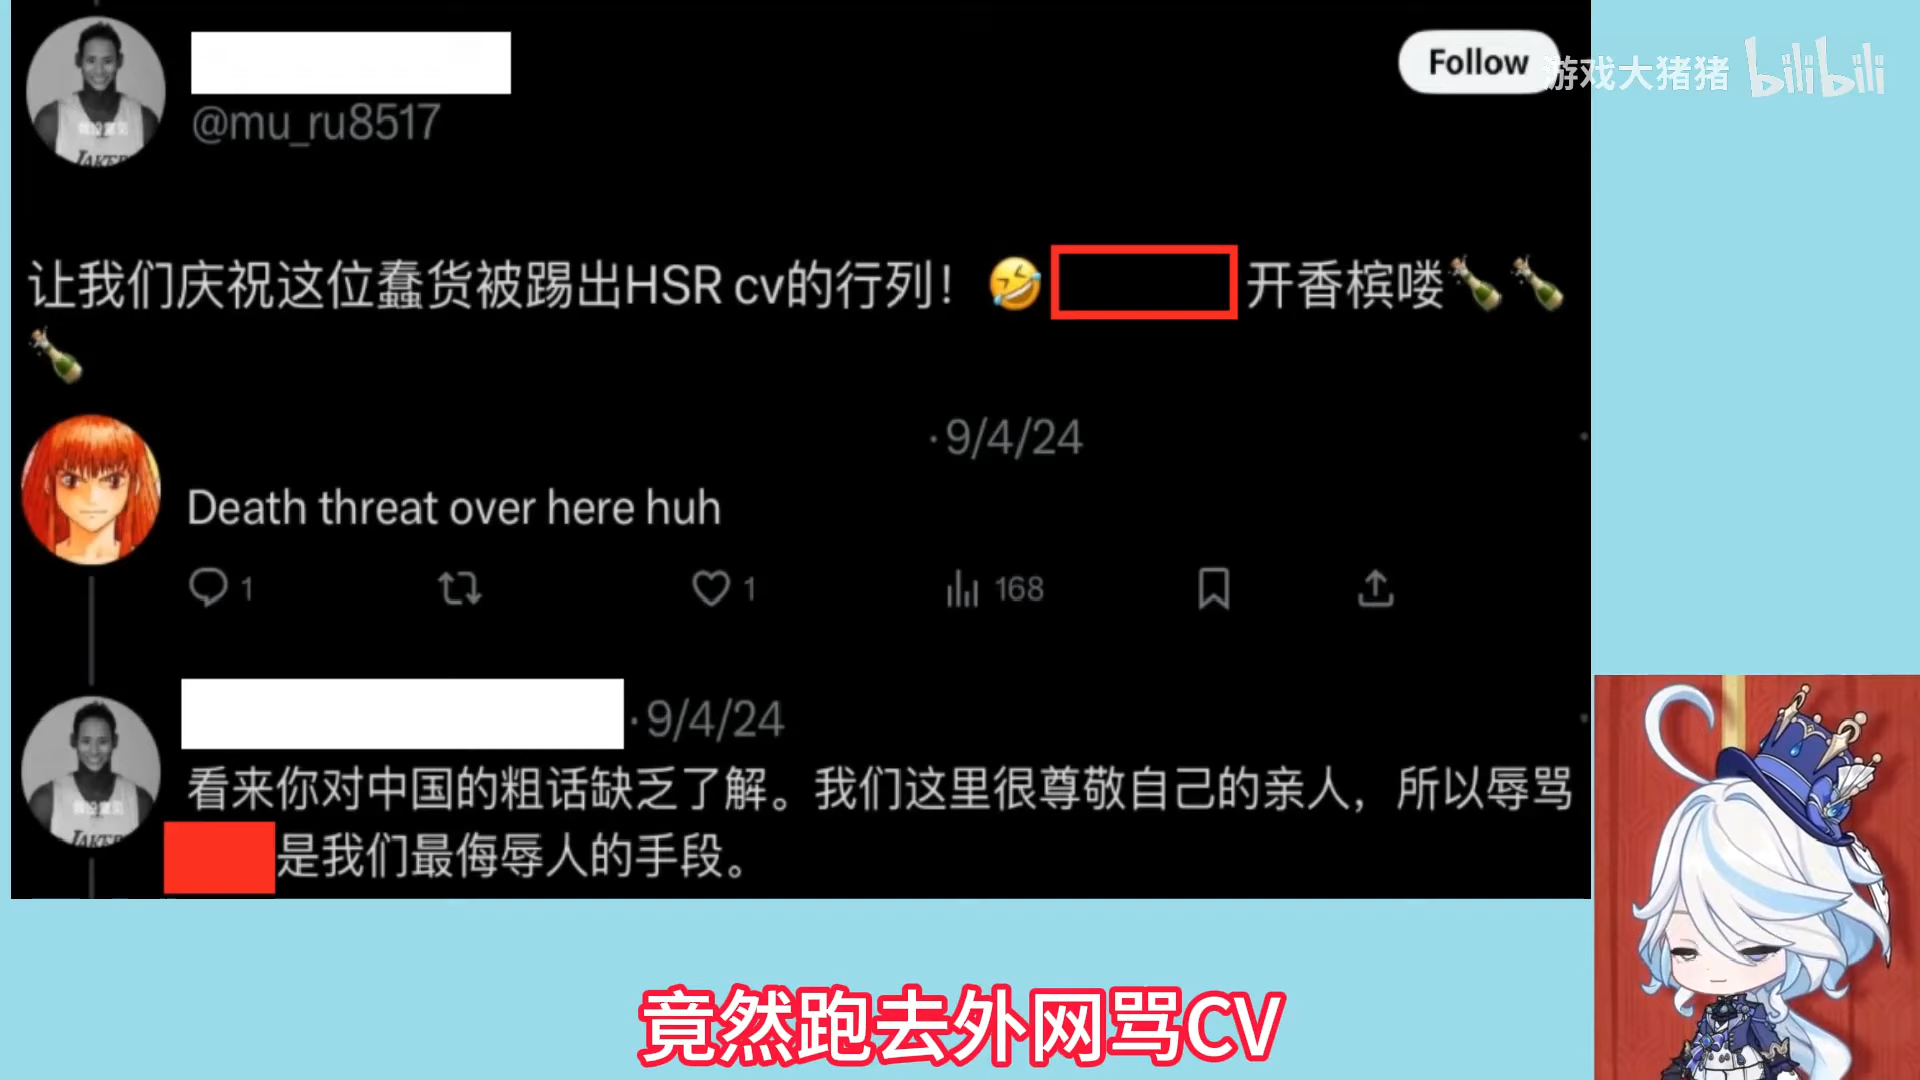 Follow
游戏大猪猪 bilibili
@mu_ru8517
让我们庆祝这位蠢货被踢出HSR cv的行列！🤣 开香槟喽🍾🍾
🍾
·9/4/24
Death threat over here huh
1 1 168
·9/4/24
看来你对中国的粗话缺乏了解。我们这里很尊敬自己的亲人，所以辱骂
是我们最侮辱人的手段。
竟然跑去外网骂CV